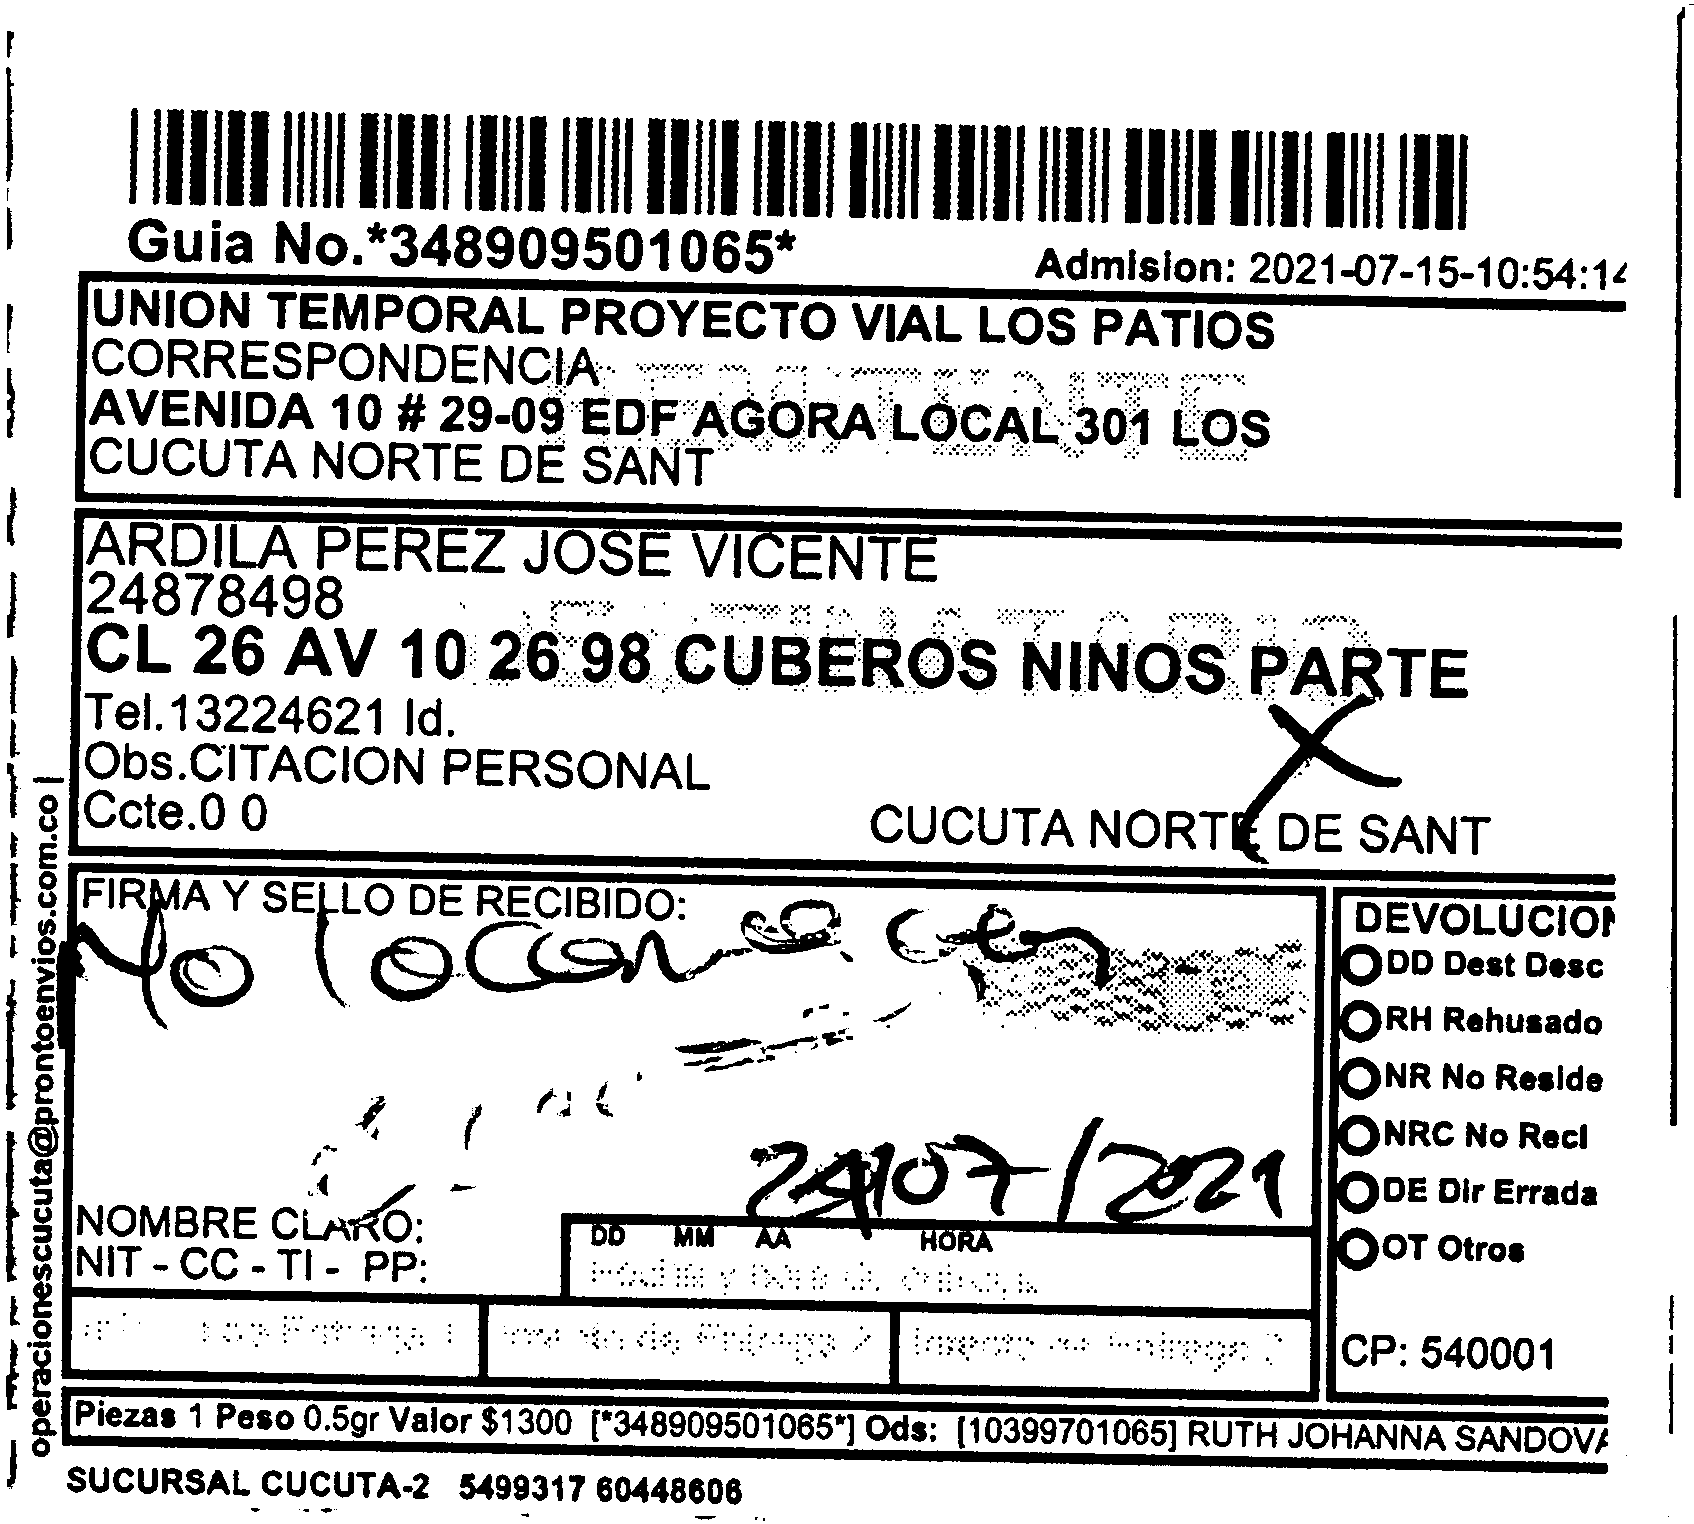 Guia No.*348909501065*
Admision: 2021-07-15-10:54:14
UNION TEMPORAL PROYECTO VIAL LOS PATIOS
CORRESPONDENCIA
AVENIDA 10 # 29-09 EDF AGORA LOCAL 301 LOS
CUCUTA NORTE DE SANT
ARDILA PEREZ JOSE VICENTE
24878498
CL 26 AV 10 26 98 CUBEROS NINOS PARTE
Tel.13224621 Id.
Obs.CITACION PERSONAL
Ccte.0 0
CUCUTA NORTE DE SANT
FIRMA Y SELLO DE RECIBIDO:
No
/07/2021
NOMBRE CLARO:
NIT - CC - TI - PP:
DD MM AA HORA
DEVOLUCION
DD Dest Desc
RH Rehusado
NR No Reside
NRC No Recl
DE Dir Errada
OT Otros
CP: 540001
Piezas 1 Peso 0.5gr Valor $1300 [*348909501065*] Ods: [10399701065] RUTH JOHANNA SANDOVA
SUCURSAL CUCUTA-2 5499317 60448606
operacionescucuta@prontoenvios.com.co |